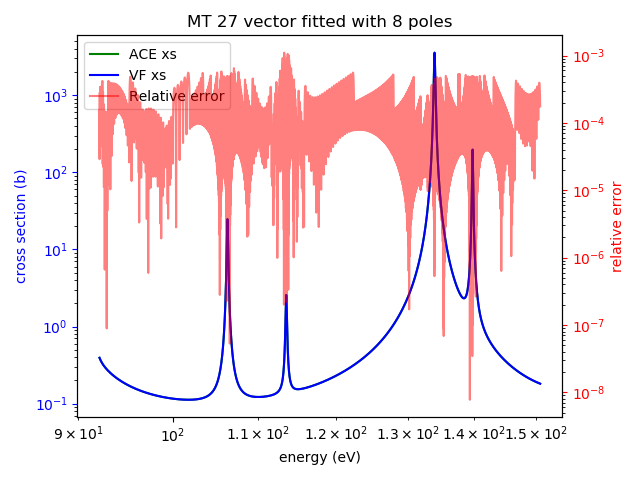 MT 27 vector fitted with 8 poles
ACE xs
VF xs
Relative error
10³
10²
10¹
10⁰
10⁻¹
cross section (b)
10⁻³
10⁻⁴
10⁻⁵
10⁻⁶
10⁻⁷
10⁻⁸
relative error
9 × 10¹
10²
1.1 × 10²
1.2 × 10²
1.3 × 10²
1.4 × 10²
1.5 × 10²
energy (eV)